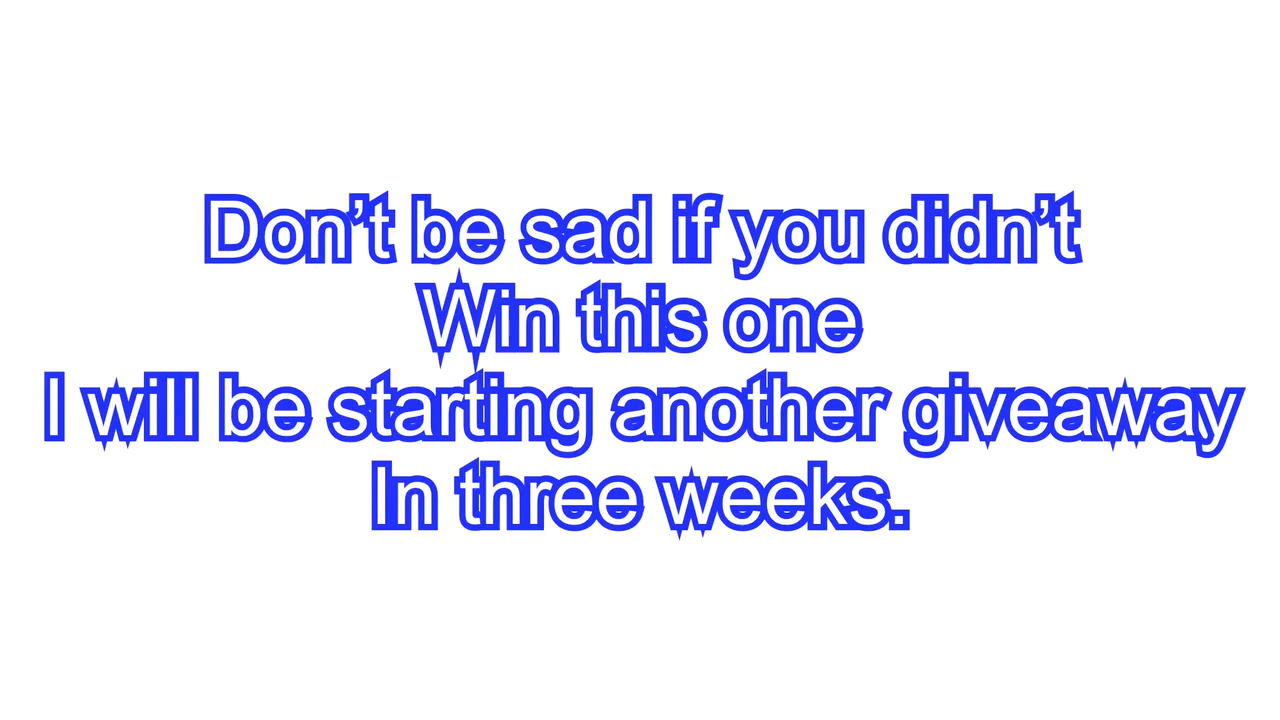 Don’t be sad if you didn’t
Win this one
I will be starting another giveaway
In three weeks.